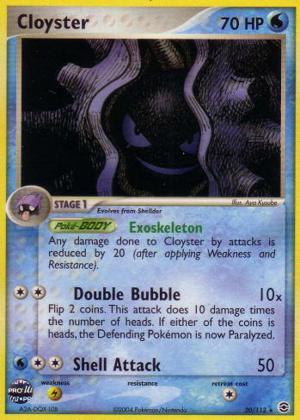 Cloyster 70 HP
Illus. Aya Kusube
STAGE 1
Evolves from Shellder
Poké-BODY Exoskeleton
Any damage done to Cloyster by attacks is
reduced by 20 (after applying Weakness and
Resistance).
Double Bubble 10x
Flip 2 coins. This attack does 10 damage times
the number of heads. If either of the coins is
heads, the Defending Pokémon is now Paralyzed.
Shell Attack 50
weakness resistance retreat cost
©2004 Pokémon/Nintendo 20/112